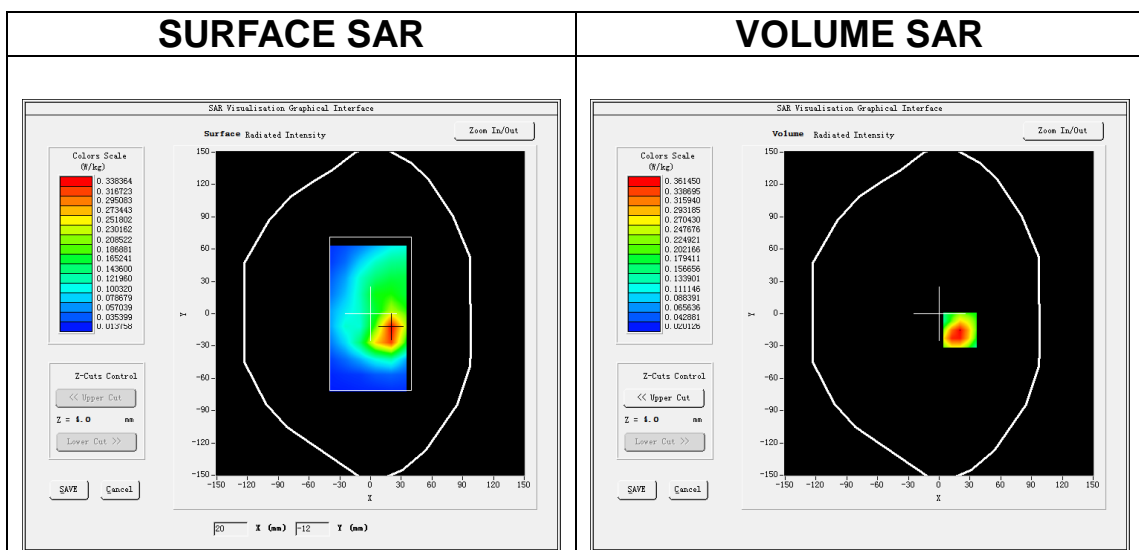 SURFACE SAR
SAR Visualisation Graphical Interface
Surface Radiated Intensity
Zoom In/Out
Colors Scale
(W/kg)
0.338364
0.316723
0.295083
0.273443
0.251802
0.230162
0.208522
0.186881
0.165241
0.143600
0.121960
0.100320
0.078679
0.057039
0.035399
0.013758
150
120
90
60
30
0
-30
-60
-90
-120
-150
Y
-150 -120 -90 -60 -30 0 30 60 90 120 150
X
Z-Cuts Control
<< Upper Cut
Z = 4.0 mm
Lower Cut >>
SAVE Cancel
20 X (mm) -12 Y (mm)
VOLUME SAR
SAR Visualisation Graphical Interface
Volume Radiated Intensity
Zoom In/Out
Colors Scale
(W/kg)
0.361450
0.338695
0.315940
0.293185
0.270430
0.247676
0.224921
0.202166
0.179411
0.156656
0.133901
0.111146
0.088391
0.065636
0.042881
0.020126
150
120
90
60
30
0
-30
-60
-90
-120
-150
Y
-150 -120 -90 -60 -30 0 30 60 90 120 150
X
Z-Cuts Control
<< Upper Cut
Z = 4.0 mm
Lower Cut >>
SAVE Cancel